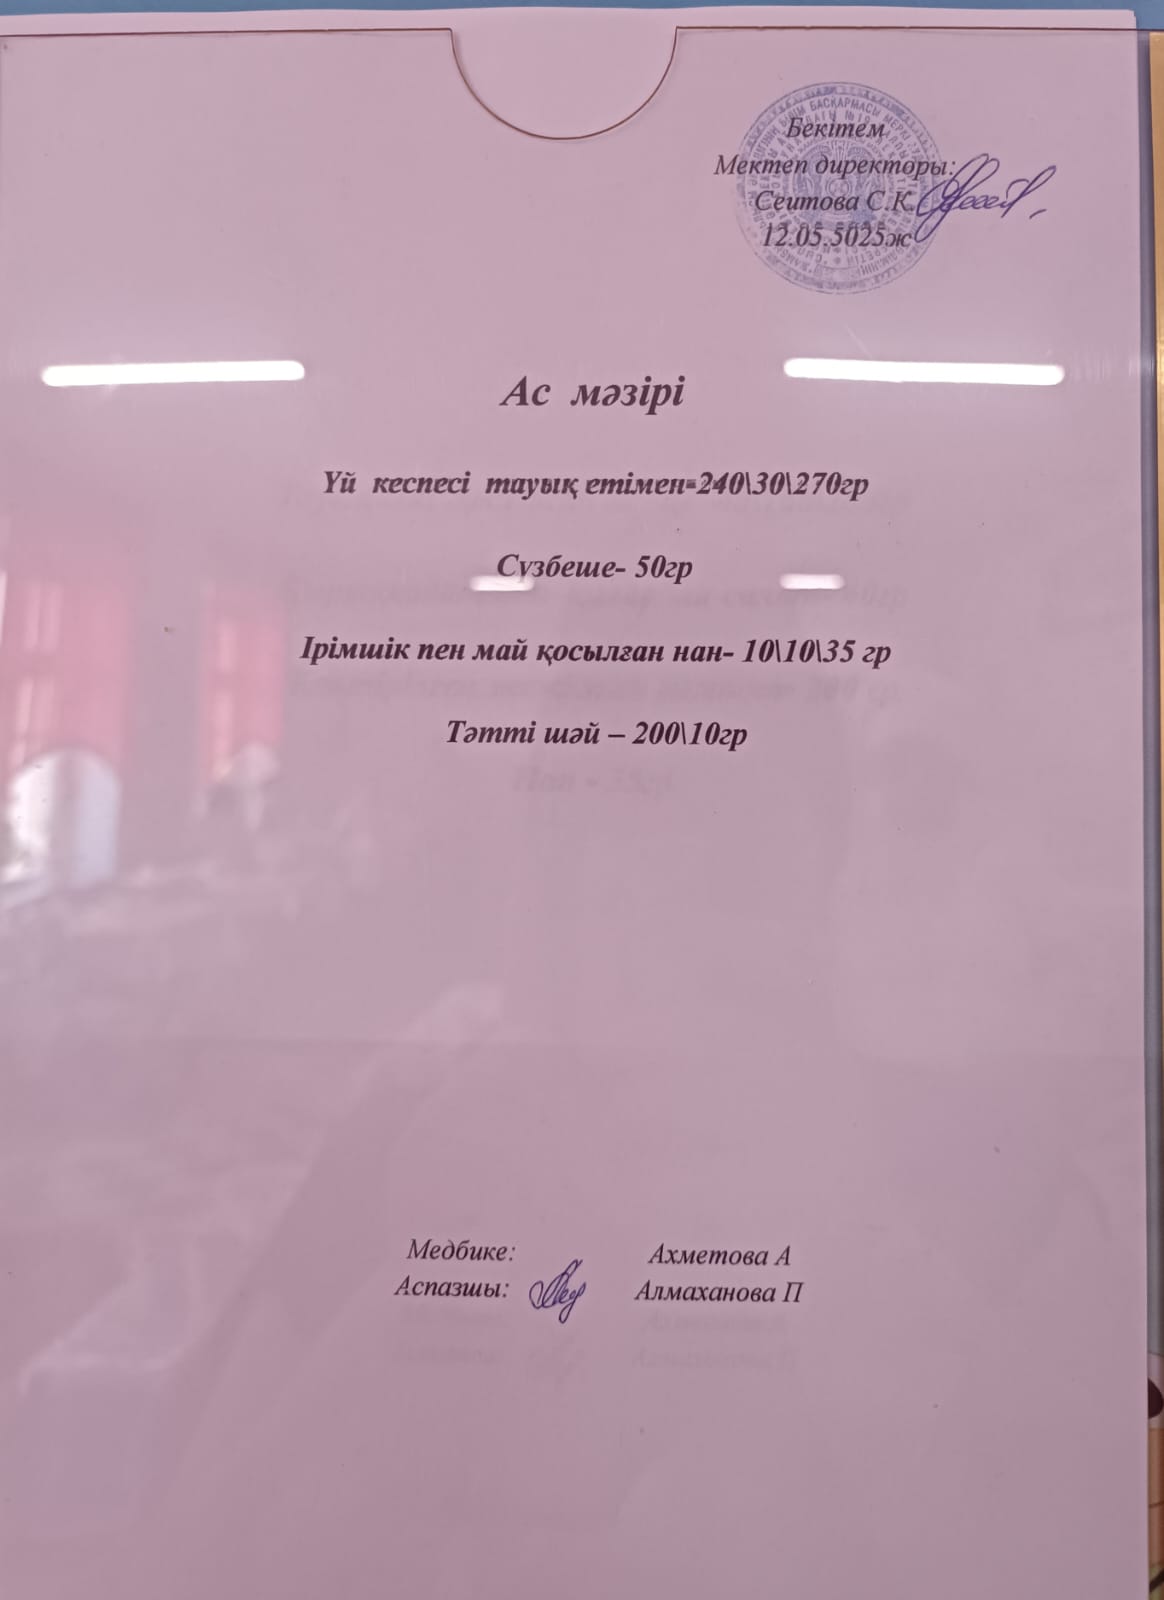 Бекітем
Мектеп директоры:
Сеитова С.К.
12.05.5025ж
Ас мәзірі
Үй кеспесі тауық етімен-240\30\270гр
Сүзбеше- 50гр
Ірімшік пен май қосылған нан- 10\10\35 гр
Тәтті шәй – 200\10гр
Медбике: Ахметова А
Аспазшы: Алмаханова П